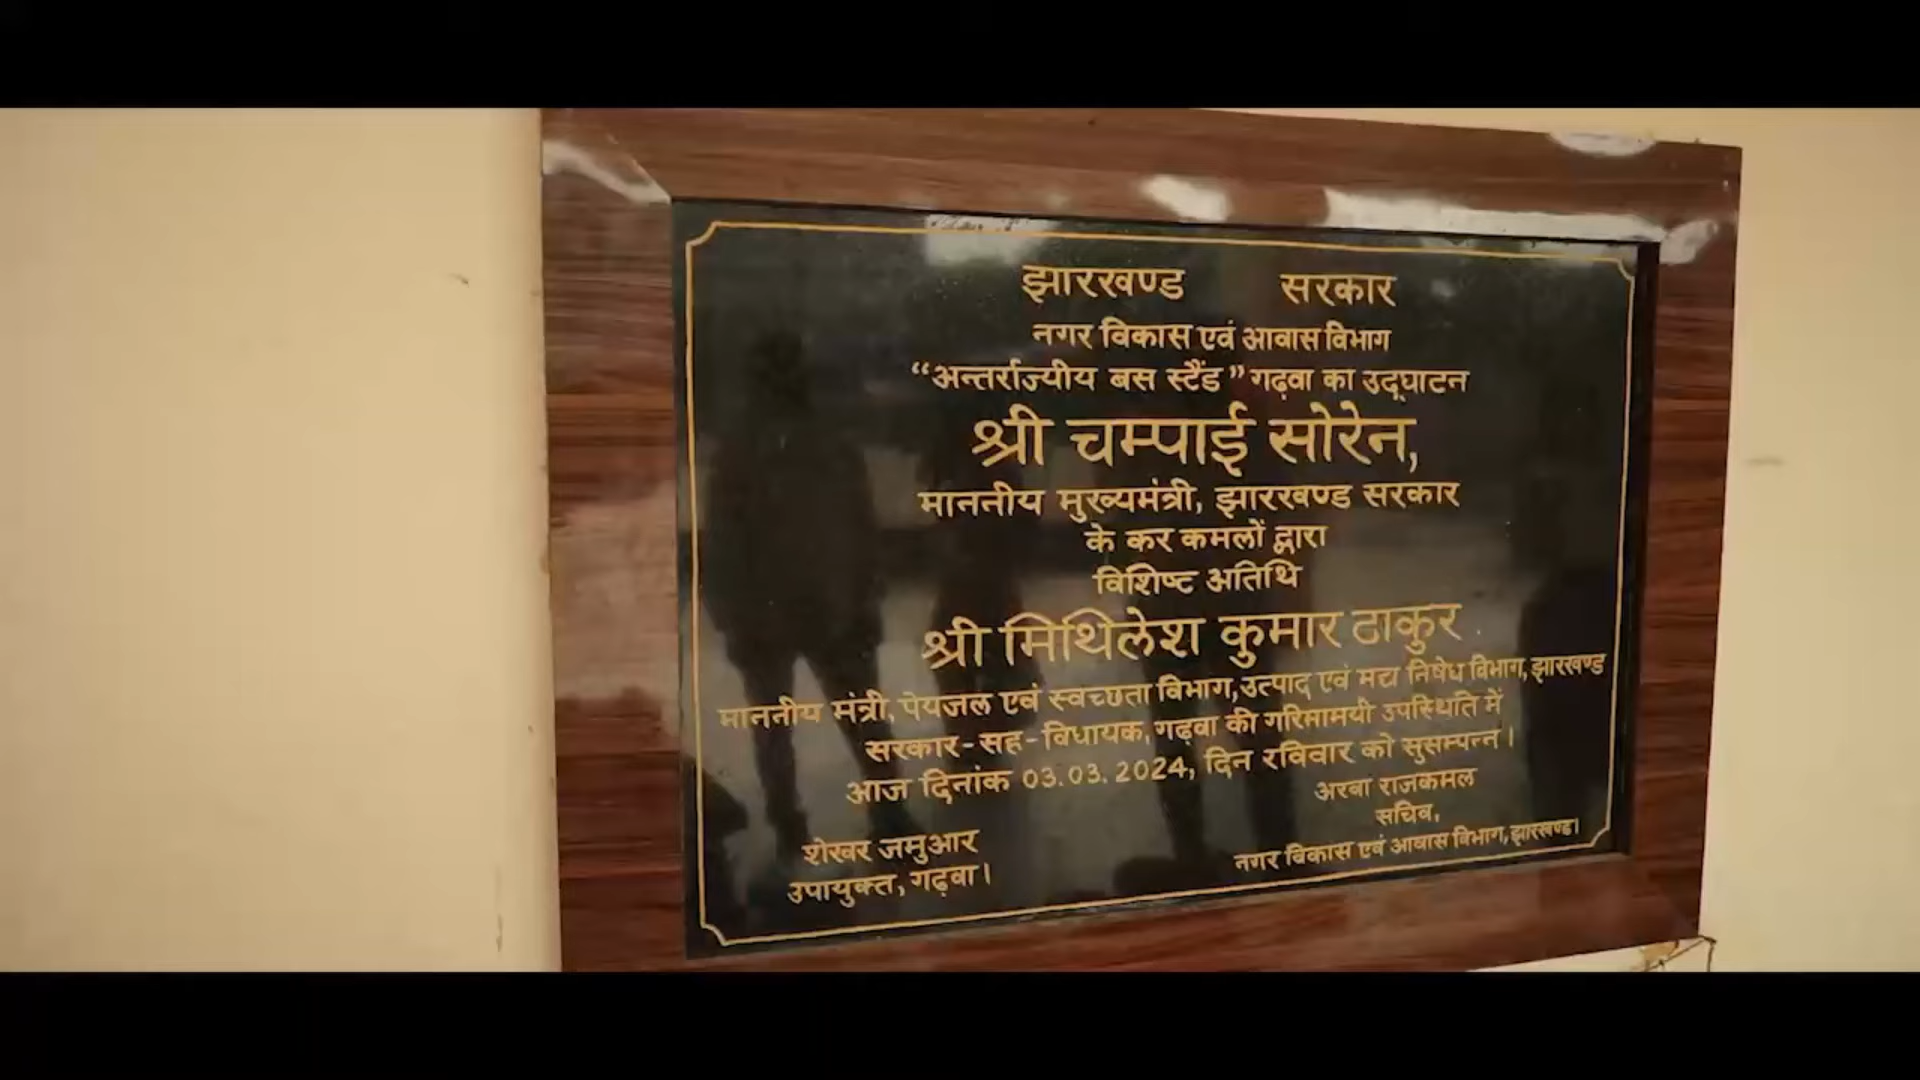 झारखण्ड सरकार
नगर विकास एवं आवास विभाग
“अन्तर्राज्यीय बस स्टैंड” गढ़वा का उद्घाटन
श्री चम्पाई सोरेन,
माननीय मुख्यमंत्री, झारखण्ड सरकार
के कर कमलों द्वारा
विशिष्ट अतिथि
श्री मिथिलेश कुमार ठाकुर
माननीय मंत्री, पेयजल एवं स्वच्छता विभाग, उत्पाद एवं मद्य निषेध विभाग, झारखण्ड
सरकार-सह-विधायक, गढ़वा की गरिमामयी उपस्थिति में
आज दिनांक 03.03.2024, दिन रविवार को सुसम्पन्न।
शेखर जमुआर
उपायुक्त, गढ़वा।
अरवा राजकमल
सचिव,
नगर विकास एवं आवास विभाग, झारखण्ड।